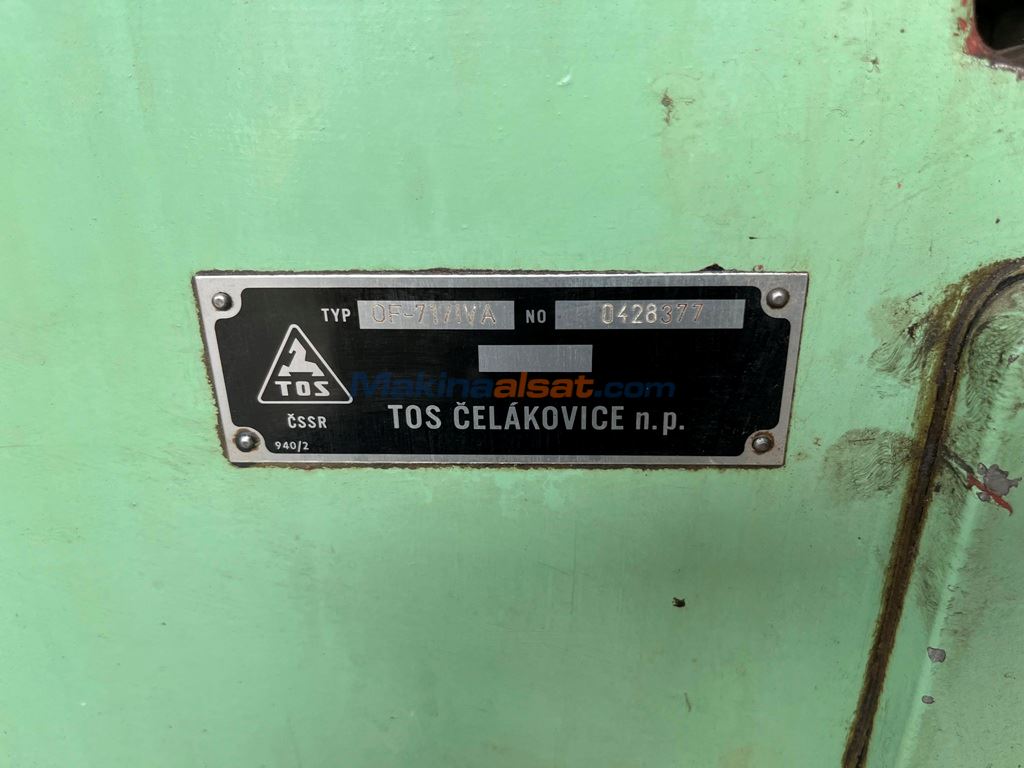 TYP OF-71/IVA NO 0428377
TOS
Makinaalsat.com
ČSSR
TOS ČELÁKOVICE n.p.
940/2